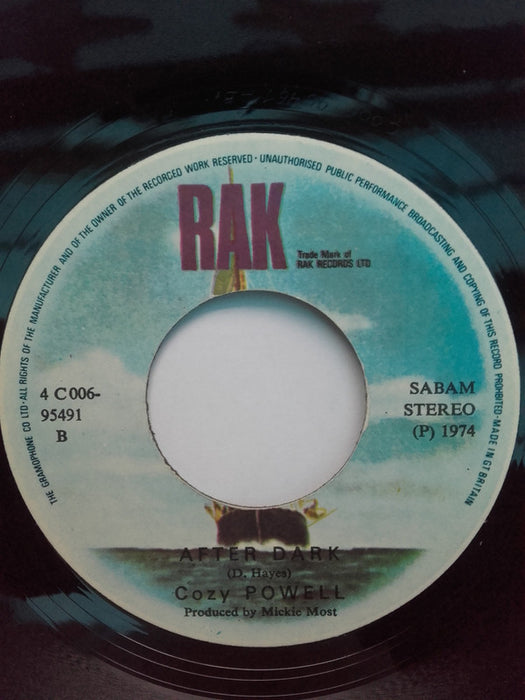 THE GRAMOPHONE CO LTD·ALL RIGHTS OF THE MANUFACTURER AND OF THE OWNER OF THE RECORDED WORK RESERVED · UNAUTHORISED PUBLIC PERFORMANCE BROADCASTING AND COPYING OF THIS RECORD PROHIBITED-MADE IN GT BRITAIN
RAK
Trade Mark of
RAK RECORDS LTD
4 C 006-
95491
B
SABAM
STEREO
(P) 1974
AFTER DARK
(D. Hayes)
Cozy POWELL
Produced by Mickie Most